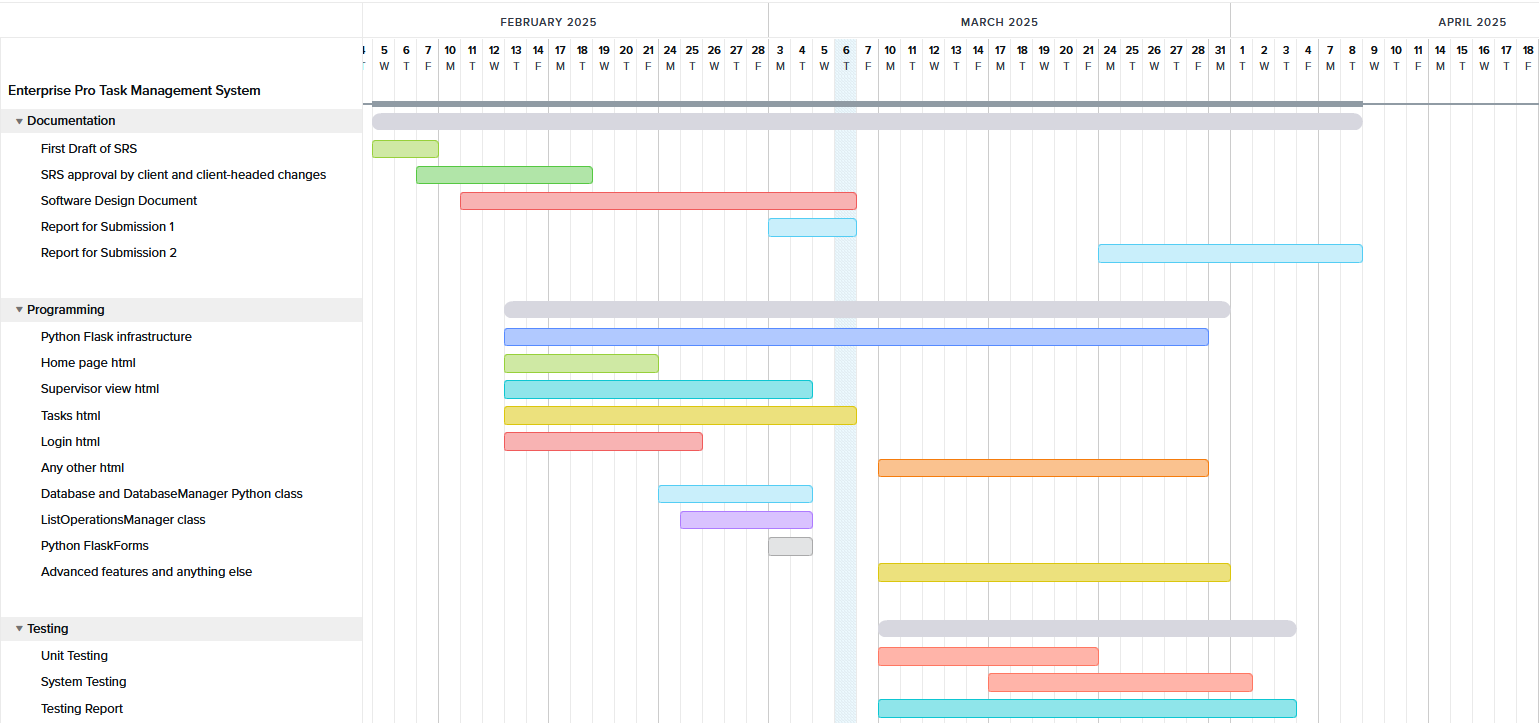 FEBRUARY 2025 MARCH 2025 APRIL 2025
5 6 7 10 11 12 13 14 17 18 19 20 21 24 25 26 27 28 3 4 5 6 7 10 11 12 13 14 17 18 19 20 21 24 25 26 27 28 31 1 2 3 4 7 8 9 10 11 14 15 16 17 18
W T F M T W T F M T W T F M T W T F M T W T F M T W T F M T W T F M T W T F M T W T F M T W T F M T W T F
Enterprise Pro Task Management System
Documentation
First Draft of SRS
SRS approval by client and client-headed changes
Software Design Document
Report for Submission 1
Report for Submission 2
Programming
Python Flask infrastructure
Home page html
Supervisor view html
Tasks html
Login html
Any other html
Database and DatabaseManager Python class
ListOperationsManager class
Python FlaskForms
Advanced features and anything else
Testing
Unit Testing
System Testing
Testing Report